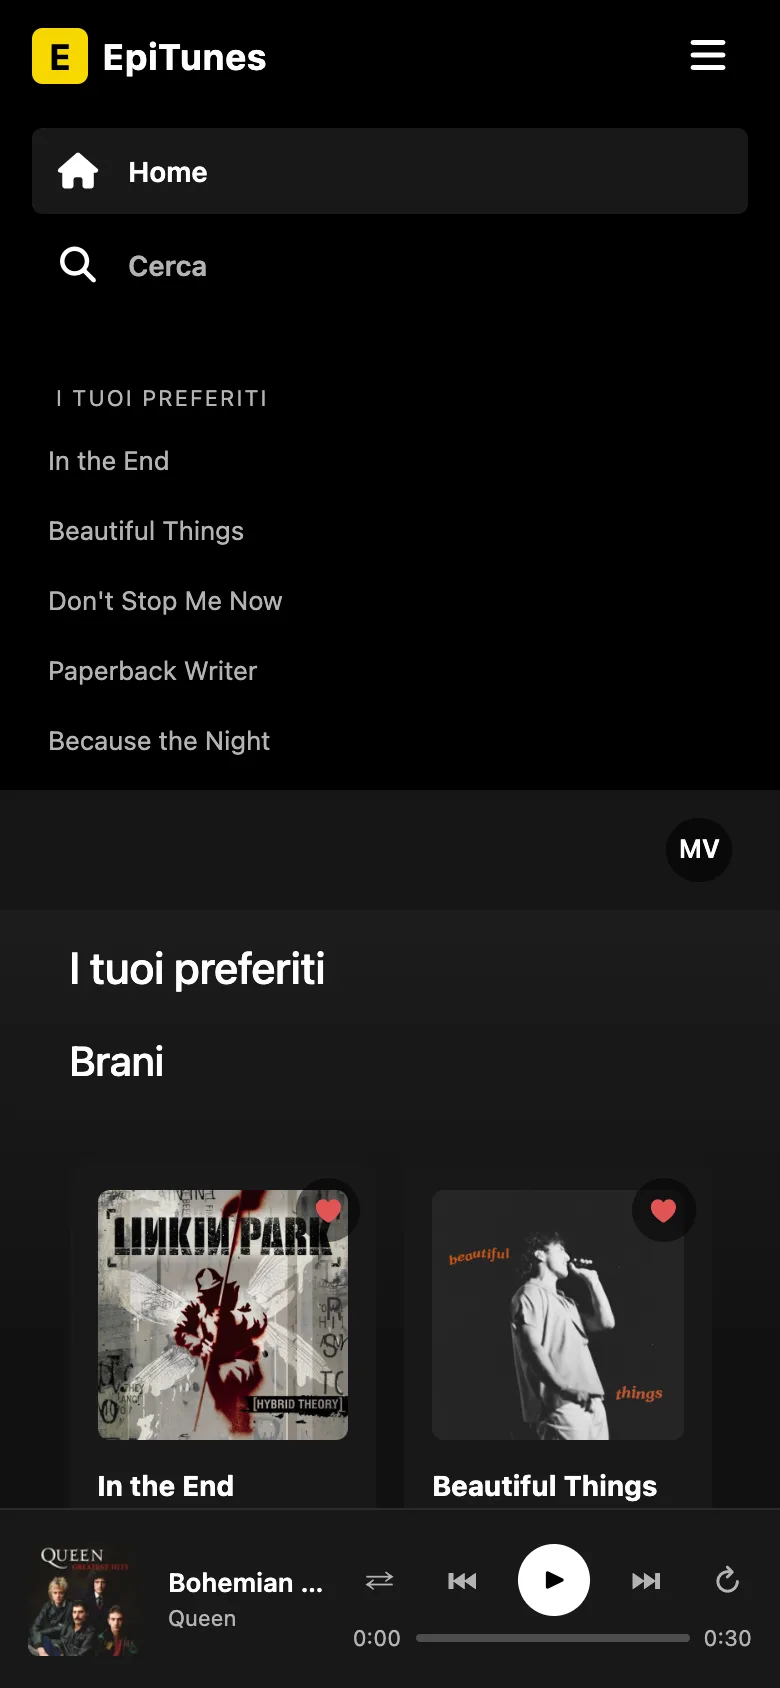 E EpiTunes
Home
Cerca
I TUOI PREFERITI
In the End
Beautiful Things
Don't Stop Me Now
Paperback Writer
Because the Night
MV
I tuoi preferiti
Brani
LINKIN PARK
[HYBRID THEORY]
beautiful
things
In the End
Beautiful Things
QUEEN
GREATEST HITS
Bohemian ...
Queen
0:00
0:30